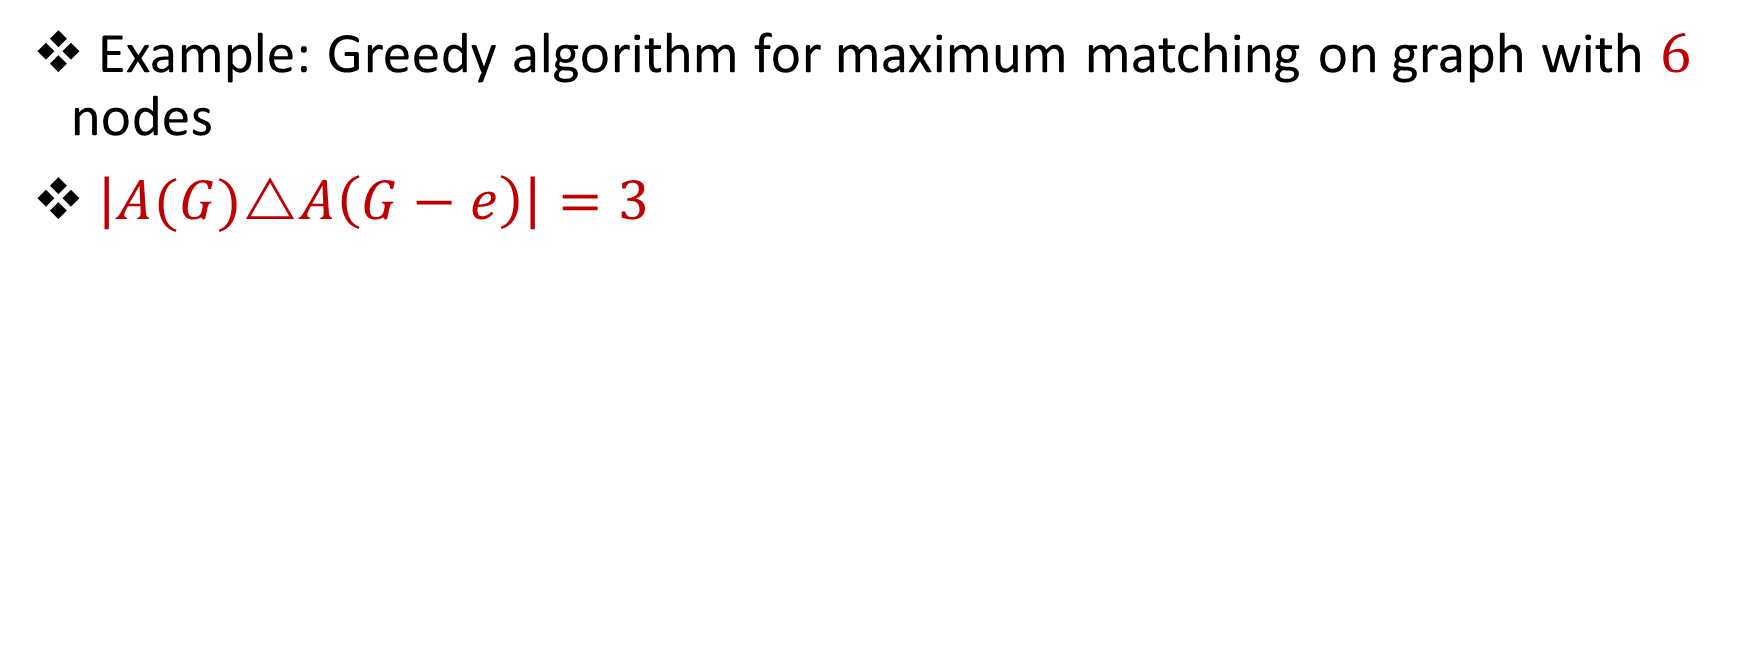 ❖ Example: Greedy algorithm for maximum matching on graph with 6
nodes
❖ |A(G)△A(G − e)| = 3